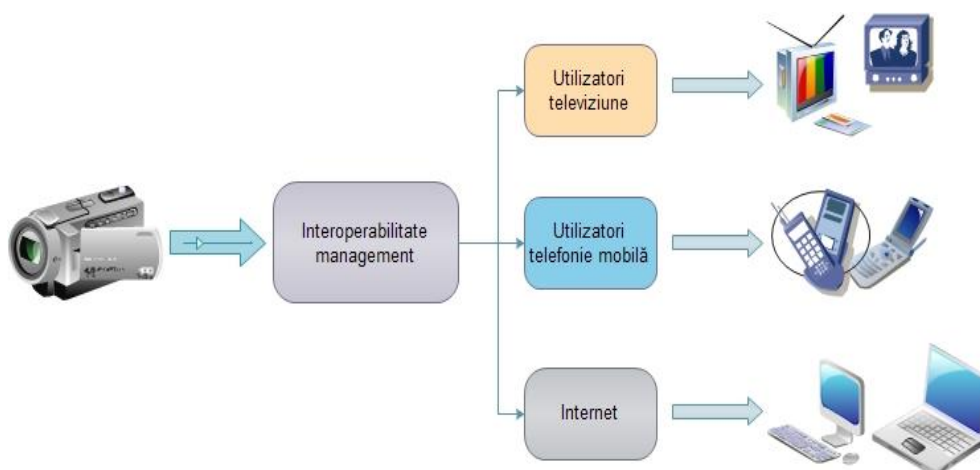 Utilizatori
televiziune
Interoperabilitate
management
Utilizatori
telefonie mobilă
Internet